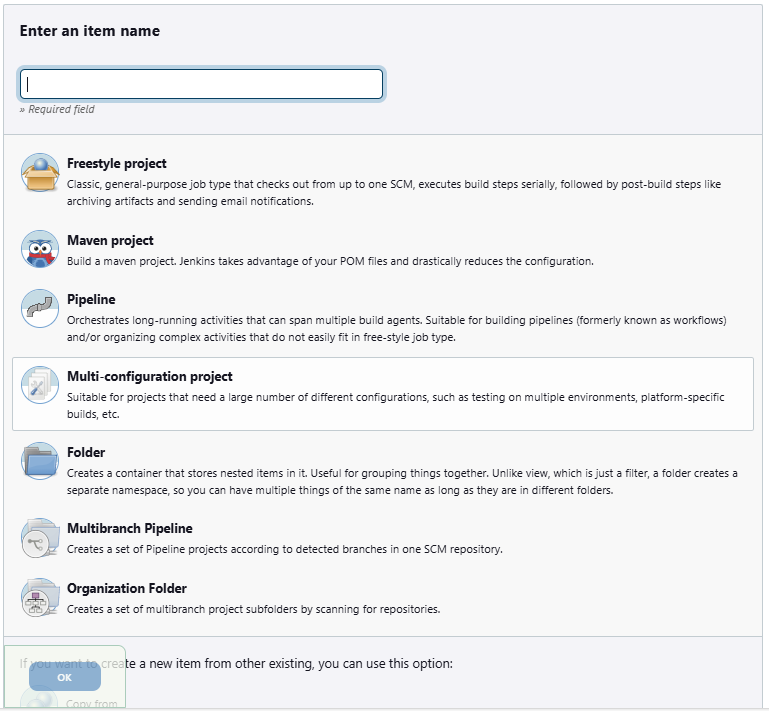 Enter an item name
» Required field
Freestyle project
Classic, general-purpose job type that checks out from up to one SCM, executes build steps serially, followed by post-build steps like
archiving artifacts and sending email notifications.
Maven project
Build a maven project. Jenkins takes advantage of your POM files and drastically reduces the configuration.
Pipeline
Orchestrates long-running activities that can span multiple build agents. Suitable for building pipelines (formerly known as workflows)
and/or organizing complex activities that do not easily fit in free-style job type.
Multi-configuration project
Suitable for projects that need a large number of different configurations, such as testing on multiple environments, platform-specific
builds, etc.
Folder
Creates a container that stores nested items in it. Useful for grouping things together. Unlike view, which is just a filter, a folder creates a
separate namespace, so you can have multiple things of the same name as long as they are in different folders.
Multibranch Pipeline
Creates a set of Pipeline projects according to detected branches in one SCM repository.
Organization Folder
Creates a set of multibranch project subfolders by scanning for repositories.
If you want to create a new item from other existing, you can use this option:
OK
Copy from